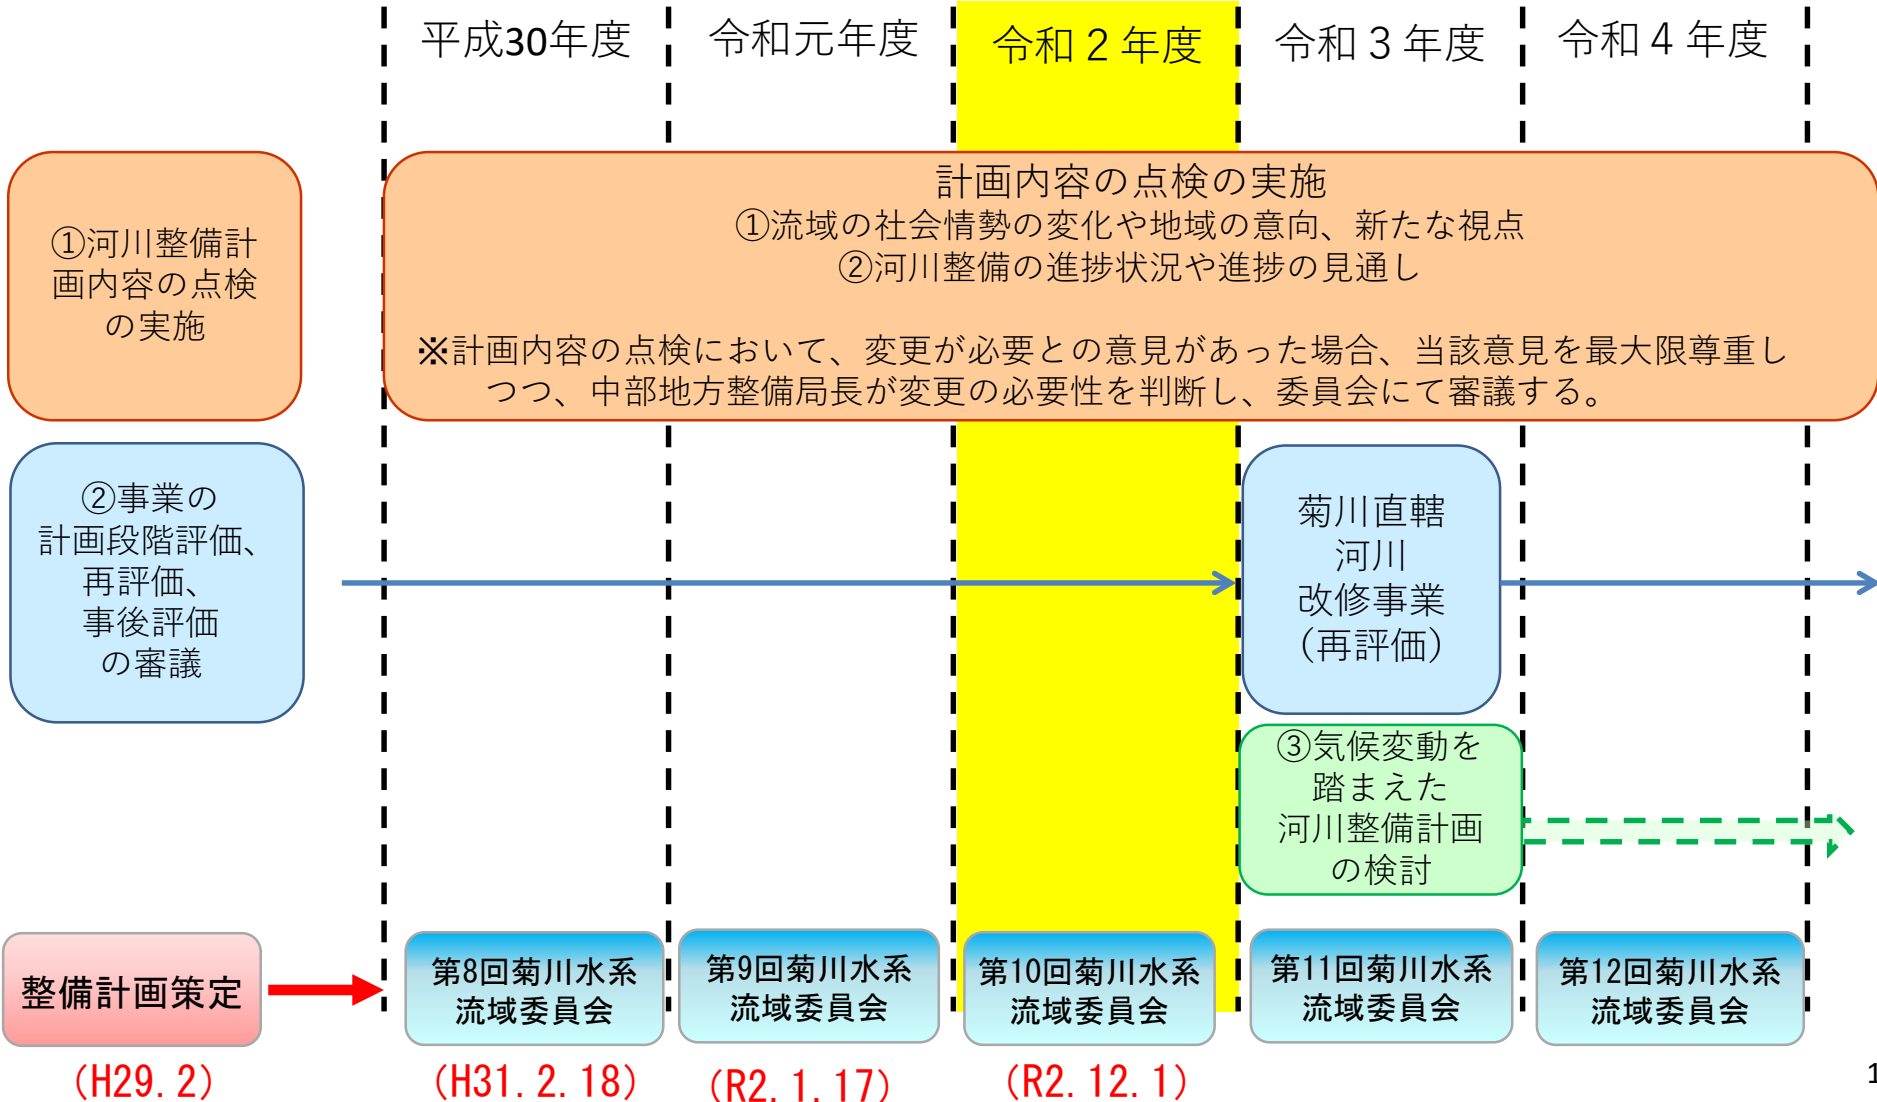 平成30年度
令和元年度
令和２年度
令和３年度
令和４年度
①河川整備計
画内容の点検
の実施
計画内容の点検の実施
①流域の社会情勢の変化や地域の意向、新たな視点
②河川整備の進捗状況や進捗の見通し
※計画内容の点検において、変更が必要との意見があった場合、当該意見を最大限尊重し
つつ、中部地方整備局長が変更の必要性を判断し、委員会にて審議する。
②事業の
計画段階評価、
再評価、
事後評価
の審議
菊川直轄
河川
改修事業
（再評価）
③気候変動を
踏まえた
河川整備計画
の検討
整備計画策定
第8回菊川水系
流域委員会
第9回菊川水系
流域委員会
第10回菊川水系
流域委員会
第11回菊川水系
流域委員会
第12回菊川水系
流域委員会
（H29.2）
（H31.2.18）
（R2.1.17）
（R2.12.1）
1